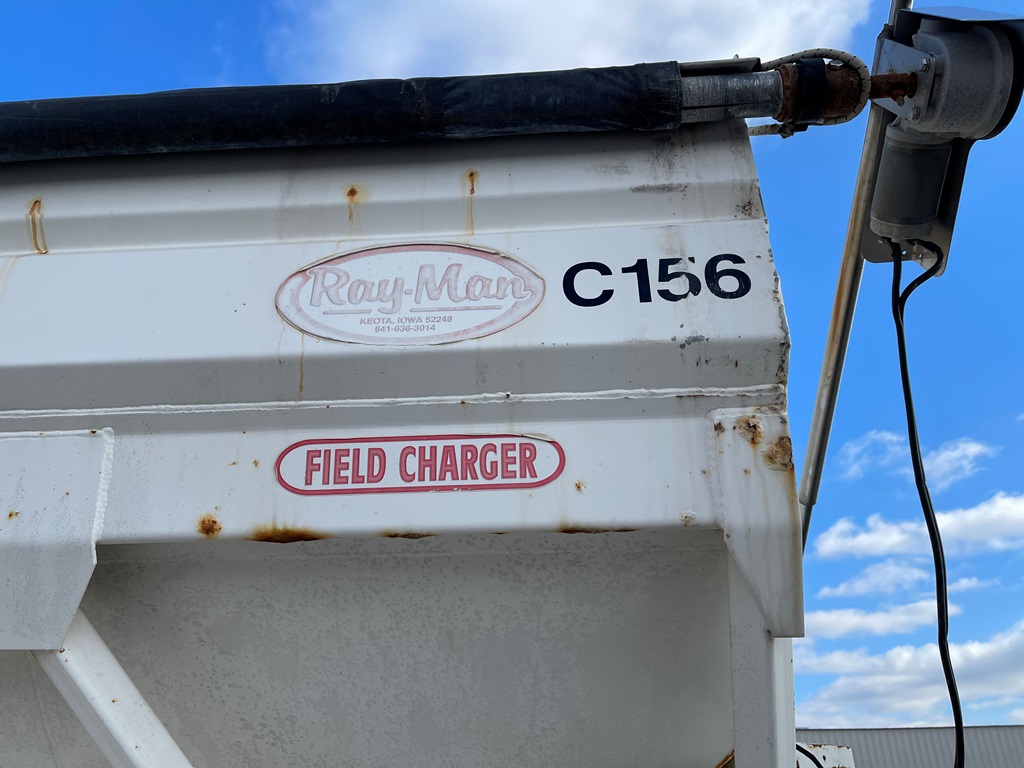 Ray-Man
KEOTA, IOWA 52248
641-636-3014
C156
FIELD CHARGER